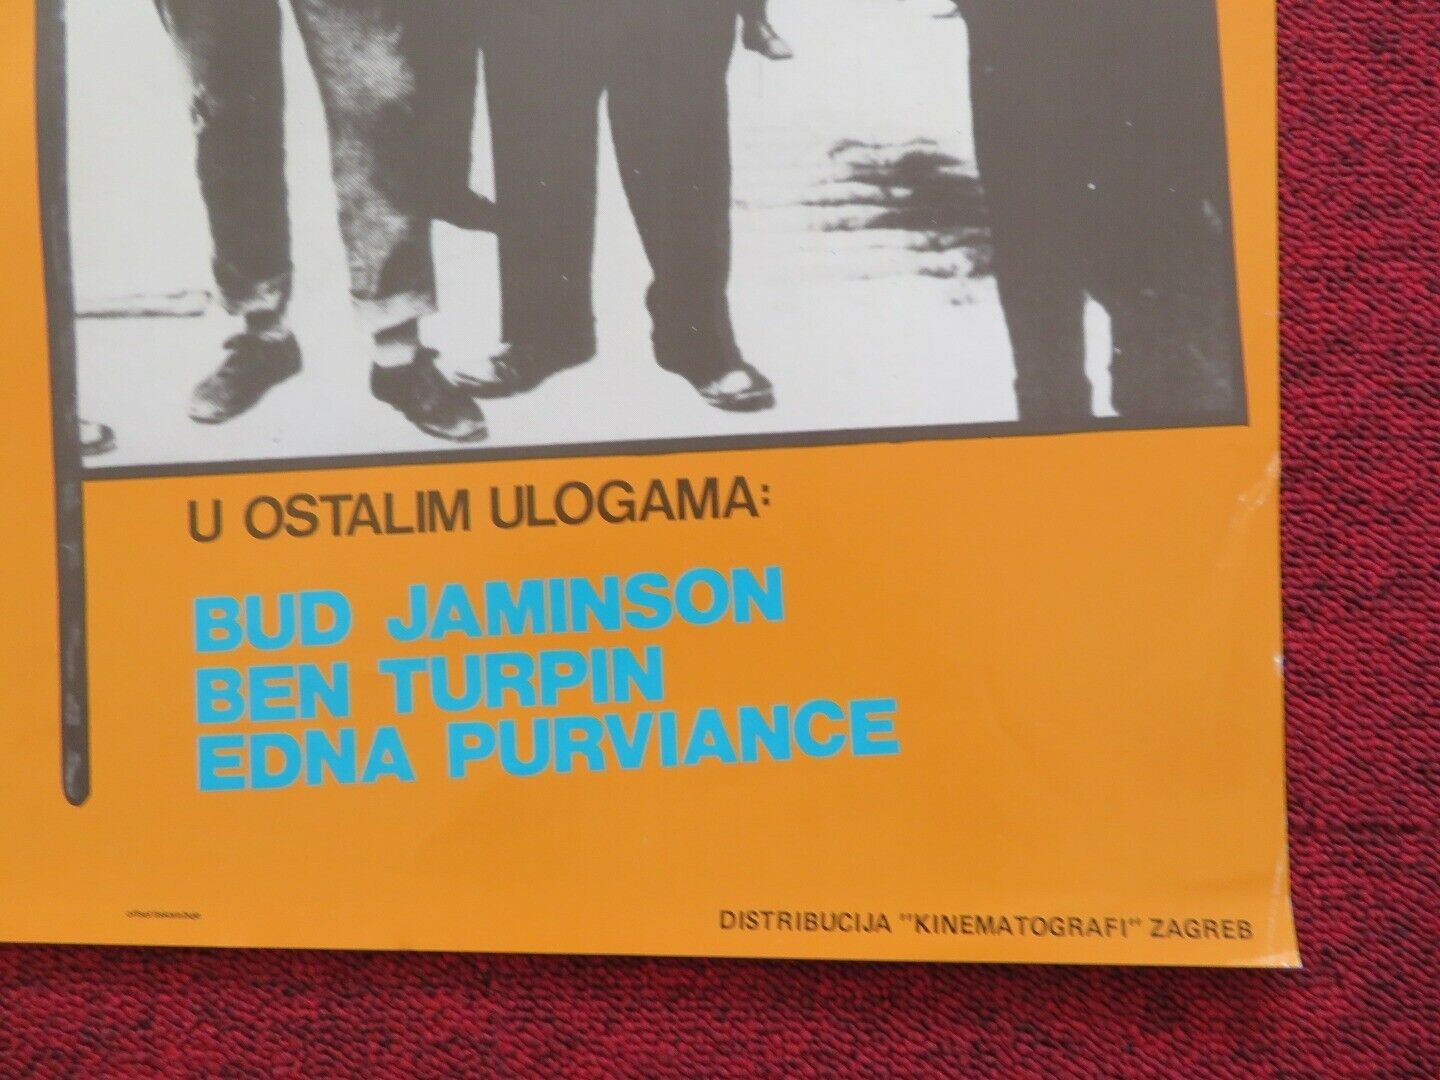 U OSTALIM ULOGAMA:
BUD JAMINSON
BEN TURPIN
EDNA PURVIANCE
DISTRIBUCIJA "KINEMATOGRAFI" ZAGREB